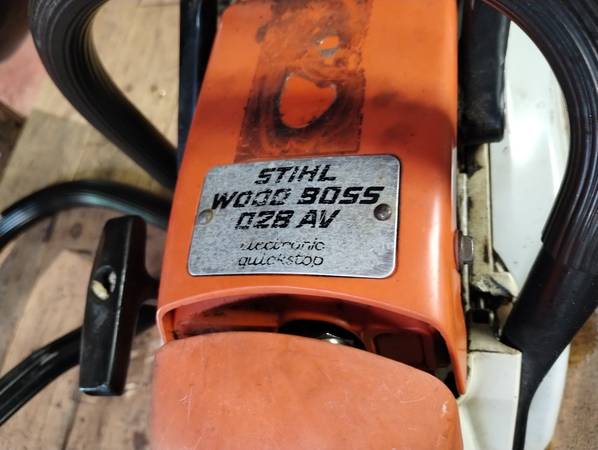 STIHL
WOOD BOSS
028 AV
electronic
quickstop